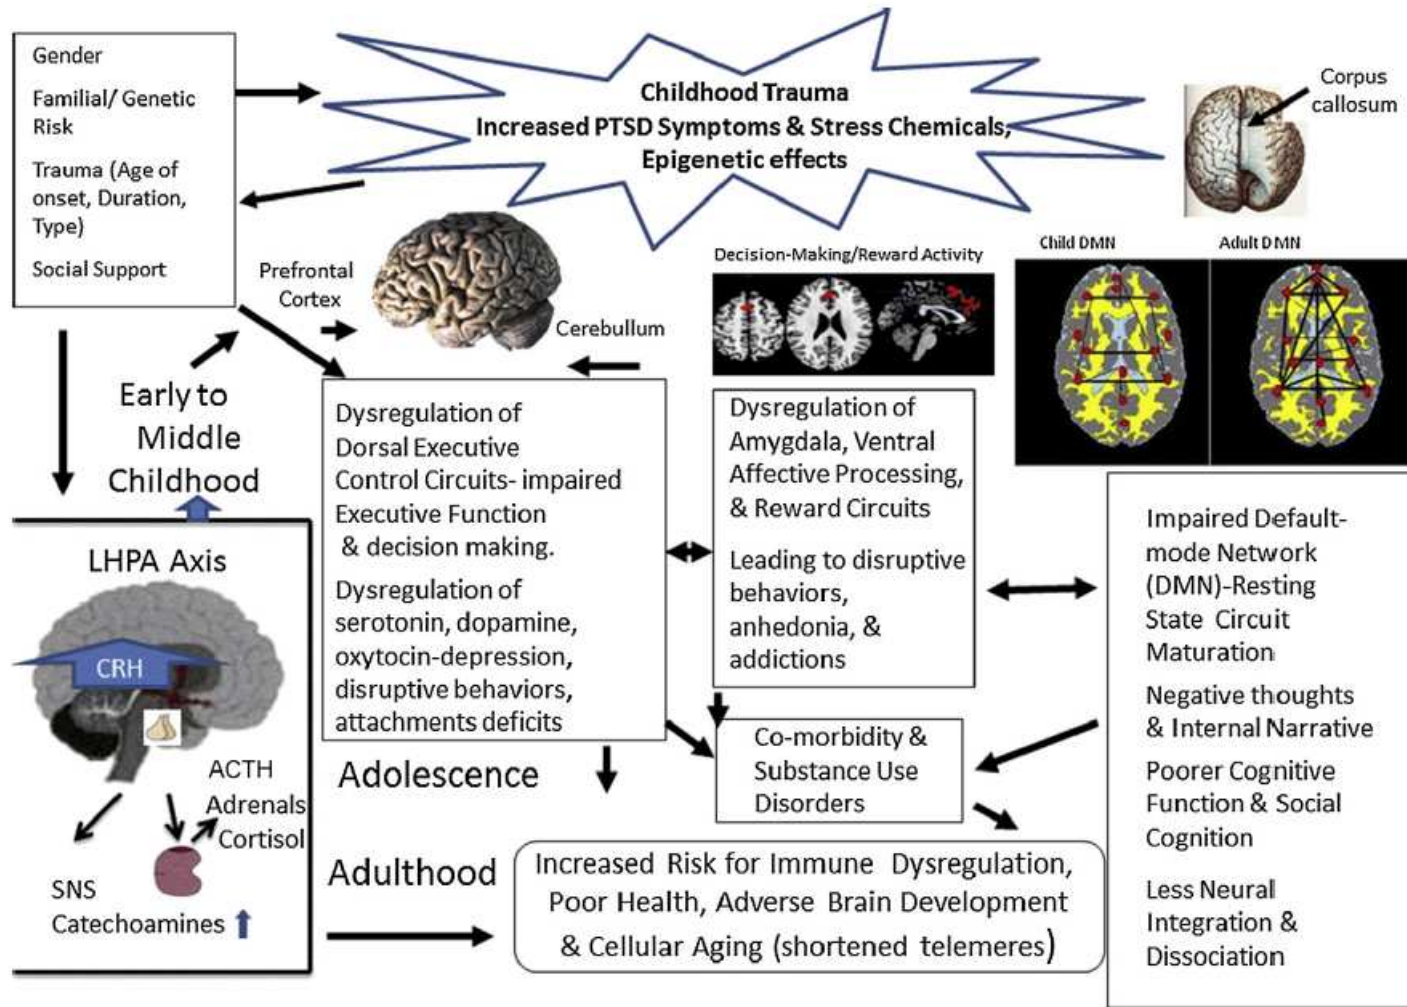 Gender
Familial/ Genetic
Risk
Trauma (Age of
onset, Duration,
Type)
Social Support
Childhood Trauma
Increased PTSD Symptoms & Stress Chemicals,
Epigenetic effects
Corpus
callosum
Prefrontal
Cortex
Cerebullum
Decision-Making/Reward Activity
Child DMN
Adult DMN
Early to
Middle
Childhood
Dysregulation of
Dorsal Executive
Control Circuits- impaired
Executive Function
& decision making.
Dysregulation of
serotonin, dopamine,
oxytocin-depression,
disruptive behaviors,
attachments deficits
Dysregulation of
Amygdala, Ventral
Affective Processing,
& Reward Circuits
Leading to disruptive
behaviors,
anhedonia, &
addictions
Impaired Default-
mode Network
(DMN)-Resting
State Circuit
Maturation
Negative thoughts
& Internal Narrative
Poorer Cognitive
Function & Social
Cognition
Less Neural
Integration &
Dissociation
LHPA Axis
CRH
ACTH
Adrenals
Cortisol
SNS
Catechoamines
Adolescence
Co-morbidity &
Substance Use
Disorders
Adulthood
Increased Risk for Immune Dysregulation,
Poor Health, Adverse Brain Development
& Cellular Aging (shortened telemeres)